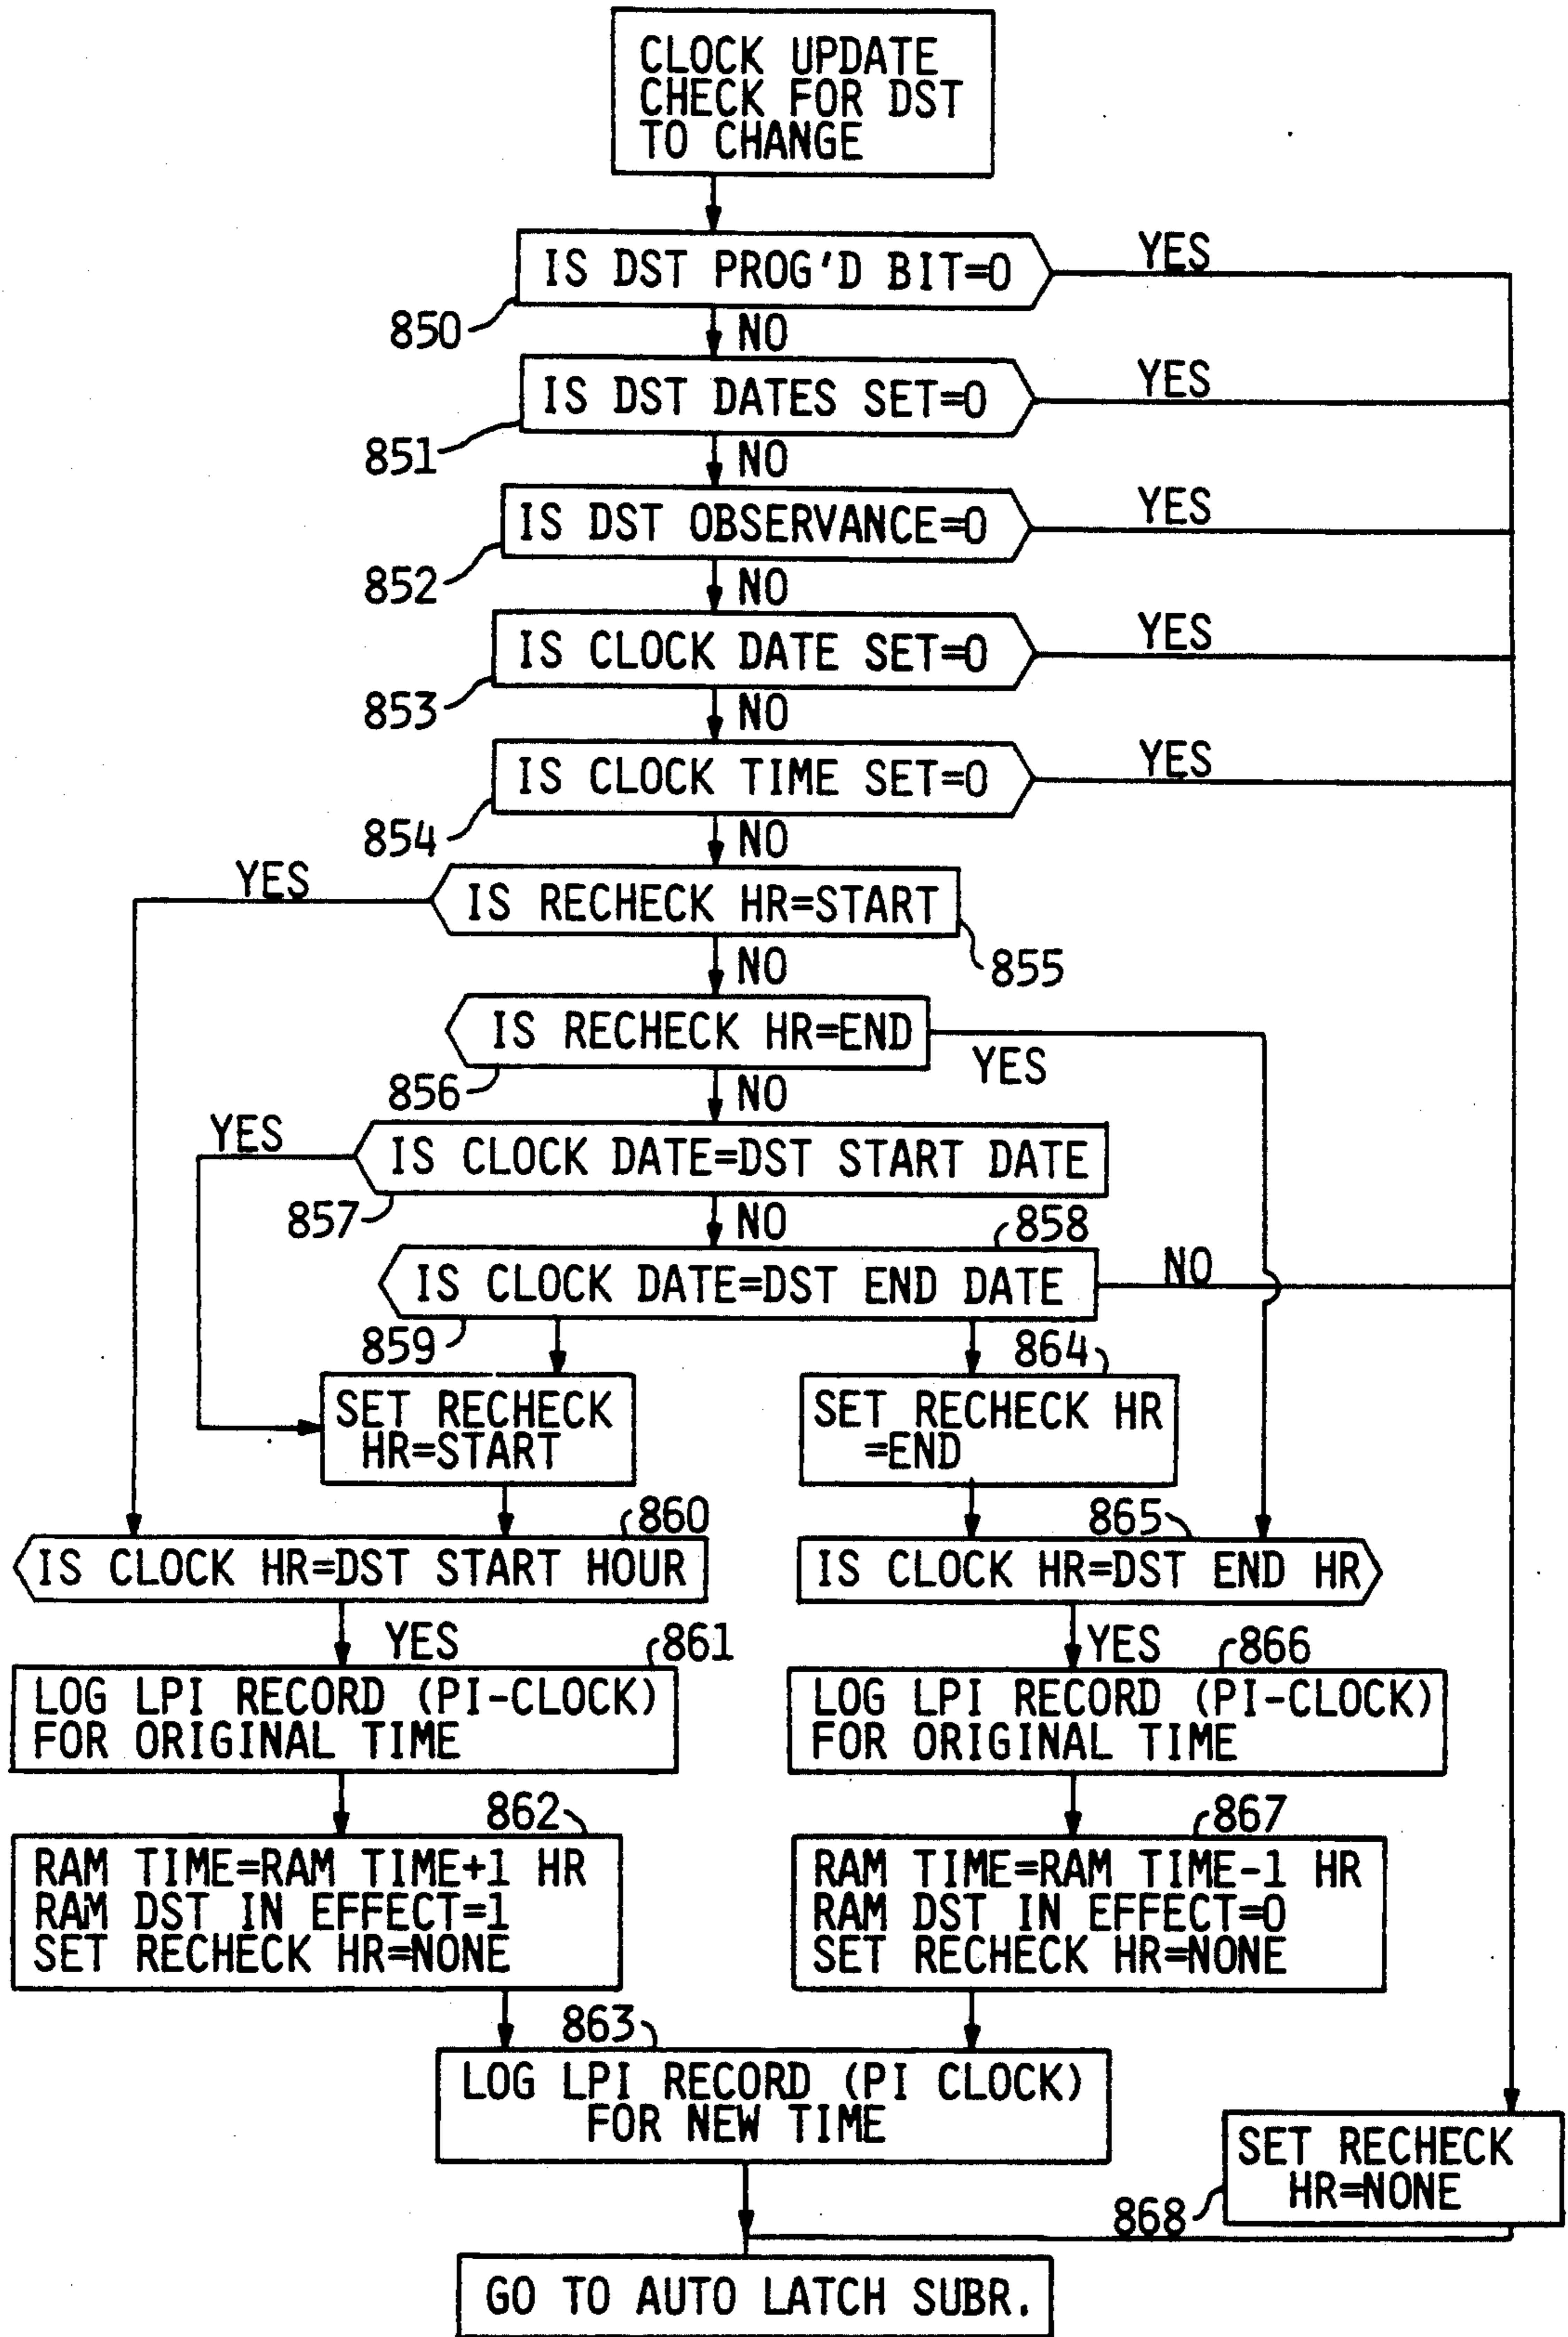 CLOCK UPDATE
CHECK FOR DST
TO CHANGE
IS DST PROG'D BIT=0
YES
850
NO
IS DST DATES SET=0
YES
851
NO
IS DST OBSERVANCE=0
YES
852
NO
IS CLOCK DATE SET=0
YES
853
NO
IS CLOCK TIME SET=0
YES
854
NO
YES
IS RECHECK HR=START
855
NO
IS RECHECK HR=END
YES
856
NO
YES
IS CLOCK DATE=DST START DATE
857
NO
858
IS CLOCK DATE=DST END DATE
NO
859
864
SET RECHECK
HR=START
SET RECHECK HR
=END
860
865
IS CLOCK HR=DST START HOUR
IS CLOCK HR=DST END HR
YES
861
YES
866
LOG LPI RECORD (PI-CLOCK)
FOR ORIGINAL TIME
LOG LPI RECORD (PI-CLOCK)
FOR ORIGINAL TIME
862
867
RAM TIME=RAM TIME+1 HR
RAM DST IN EFFECT=1
SET RECHECK HR=NONE
RAM TIME=RAM TIME-1 HR
RAM DST IN EFFECT=0
SET RECHECK HR=NONE
863
LOG LPI RECORD (PI CLOCK)
FOR NEW TIME
SET RECHECK
HR=NONE
868
GO TO AUTO LATCH SUBR.